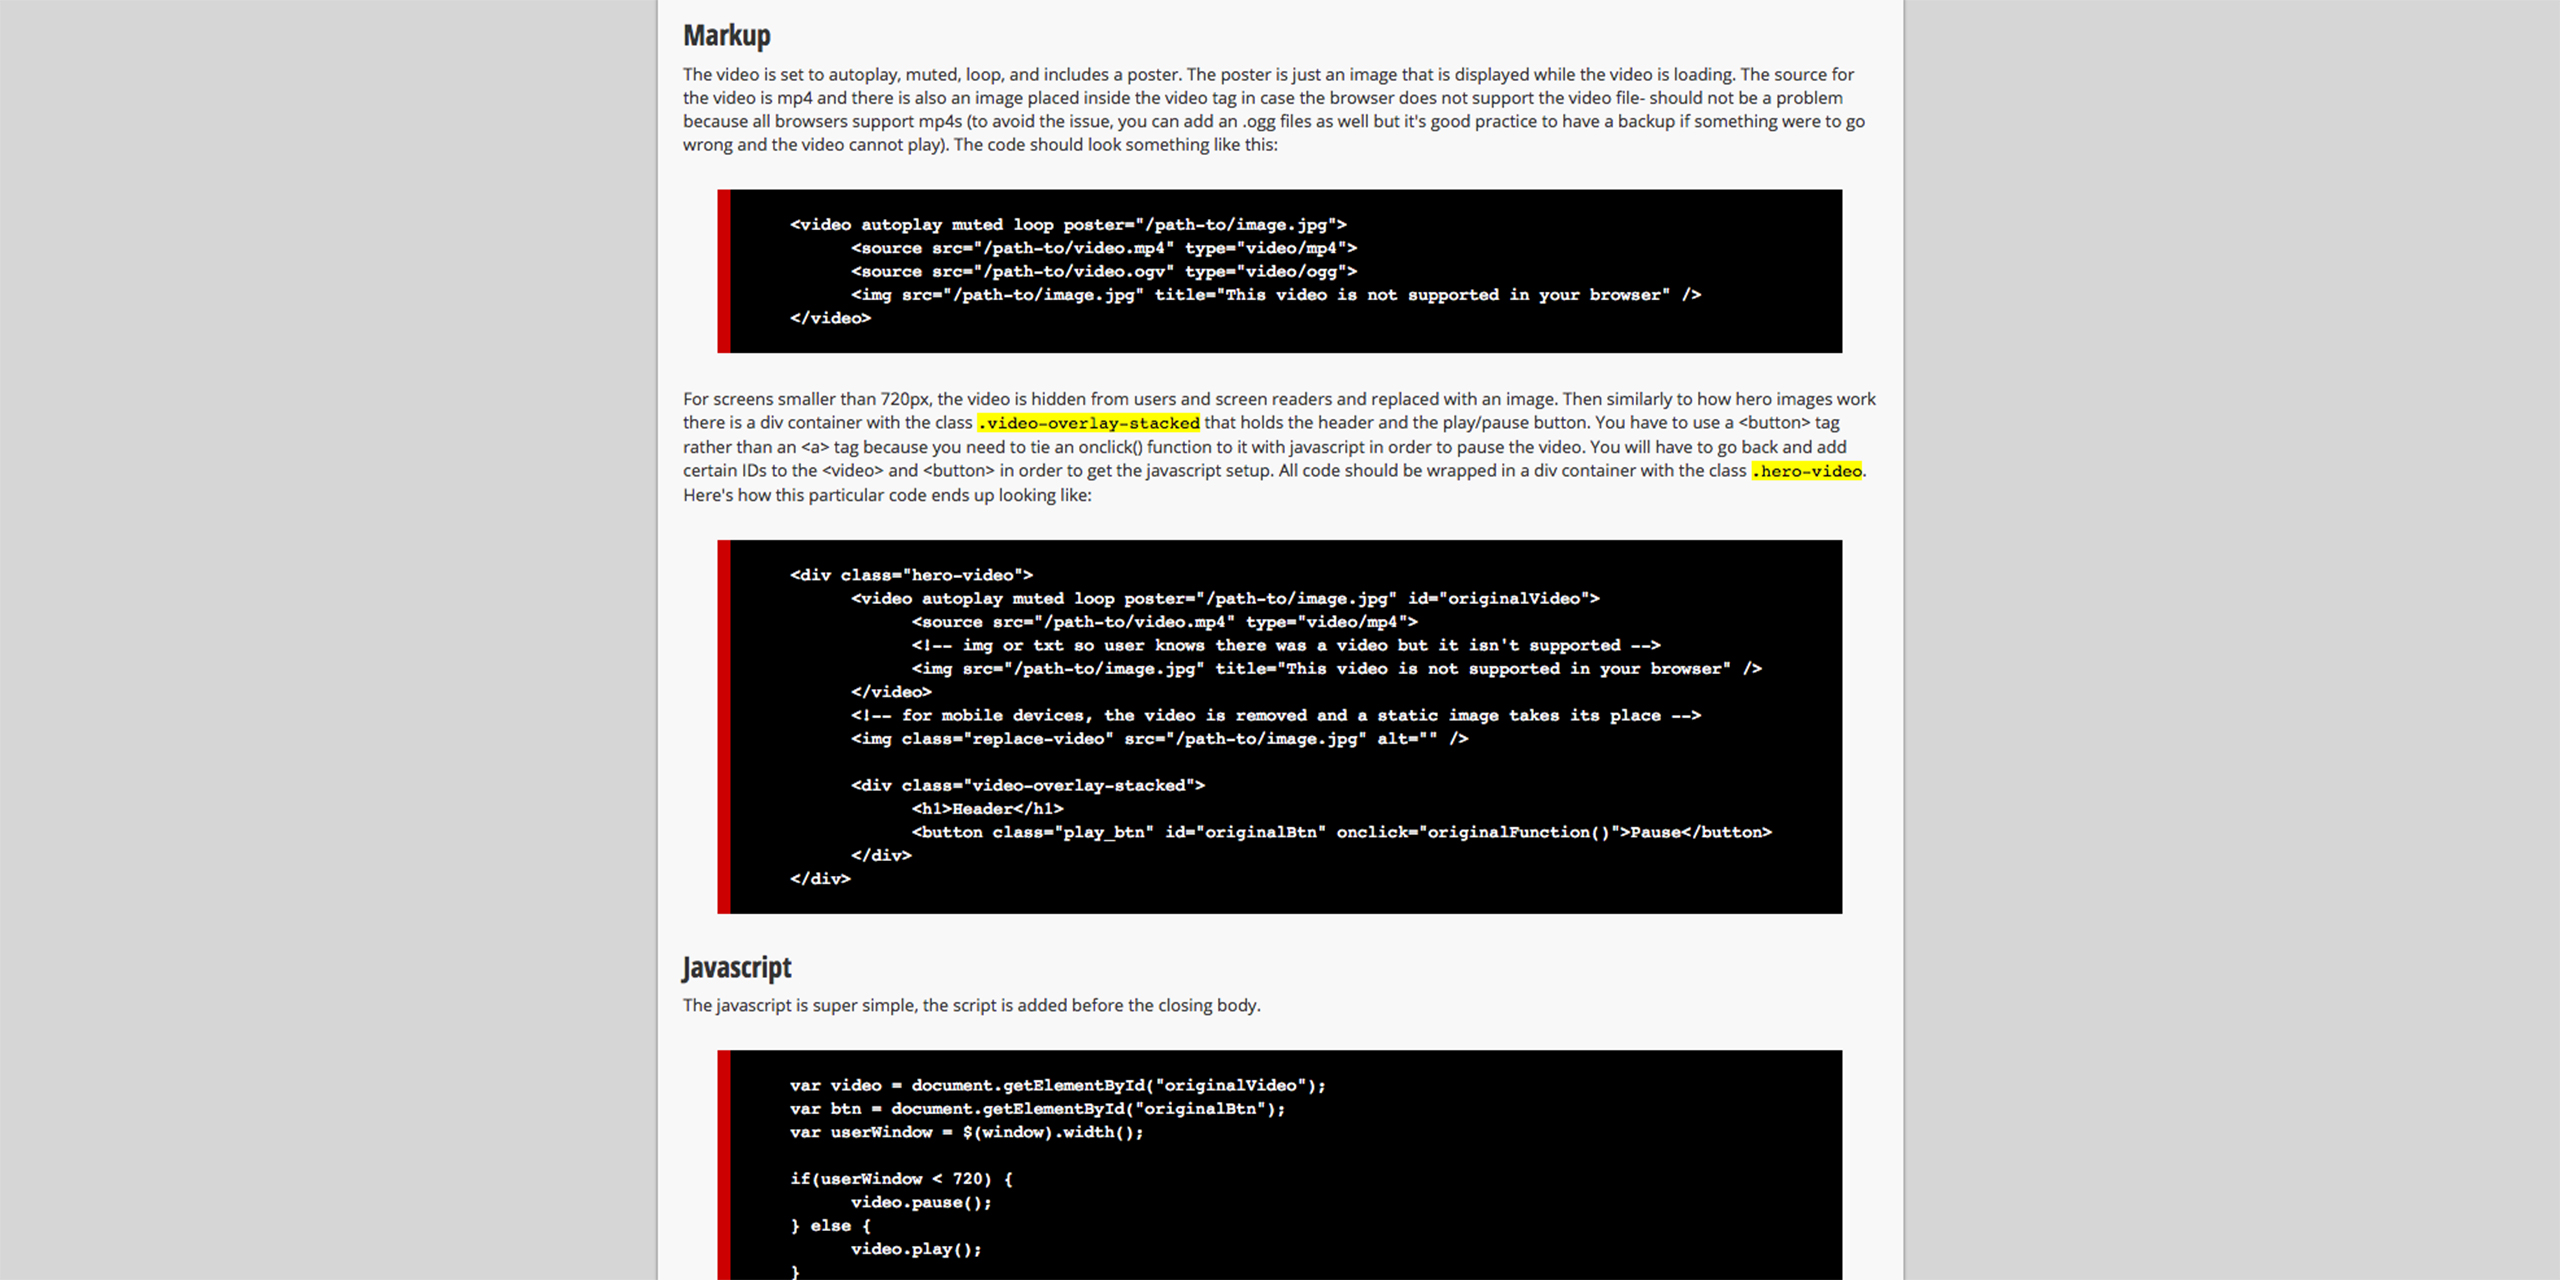 Markup
The video is set to autoplay, muted, loop, and includes a poster. The poster is just an image that is displayed while the video is loading. The source for
the video is mp4 and there is also an image placed inside the video tag in case the browser does not support the video file- should not be a problem
because all browsers support mp4s (to avoid the issue, you can add an .ogg files as well but it's good practice to have a backup if something were to go
wrong and the video cannot play). The code should look something like this:
<video autoplay muted loop poster="/path-to/image.jpg">
<source src="/path-to/video.mp4" type="video/mp4">
<source src="/path-to/video.ogv" type="video/ogg">
<img src="/path-to/image.jpg" title="This video is not supported in your browser" />
</video>
For screens smaller than 720px, the video is hidden from users and screen readers and replaced with an image. Then similarly to how hero images work
there is a div container with the class .video-overlay-stacked that holds the header and the play/pause button. You have to use a <button> tag
rather than an <a> tag because you need to tie an onclick() function to it with javascript in order to pause the video. You will have to go back and add
certain IDs to the <video> and <button> in order to get the javascript setup. All code should be wrapped in a div container with the class .hero-video.
Here's how this particular code ends up looking like:
<div class="hero-video">
<video autoplay muted loop poster="/path-to/image.jpg" id="originalVideo">
<source src="/path-to/video.mp4" type="video/mp4">
<!-- img or txt so user knows there was a video but it isn't supported -->
<img src="/path-to/image.jpg" title="This video is not supported in your browser" />
</video>
<!-- for mobile devices, the video is removed and a static image takes its place -->
<img class="replace-video" src="/path-to/image.jpg" alt="" />
<div class="video-overlay-stacked">
<h1>Header</h1>
<button class="play_btn" id="originalBtn" onclick="originalFunction()">Pause</button>
</div>
</div>
Javascript
The javascript is super simple, the script is added before the closing body.
var video = document.getElementById("originalVideo");
var btn = document.getElementById("originalBtn");
var userWindow = $(window).width();
if(userWindow < 720) {
video.pause();
} else {
video.play();
}